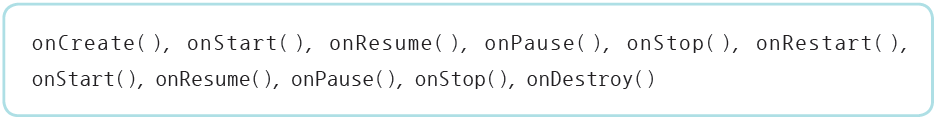 onCreate( ), onStart( ), onResume( ), onPause( ), onStop( ), onRestart( ),
onStart(), onResume(), onPause(), onStop(), onDestroy()